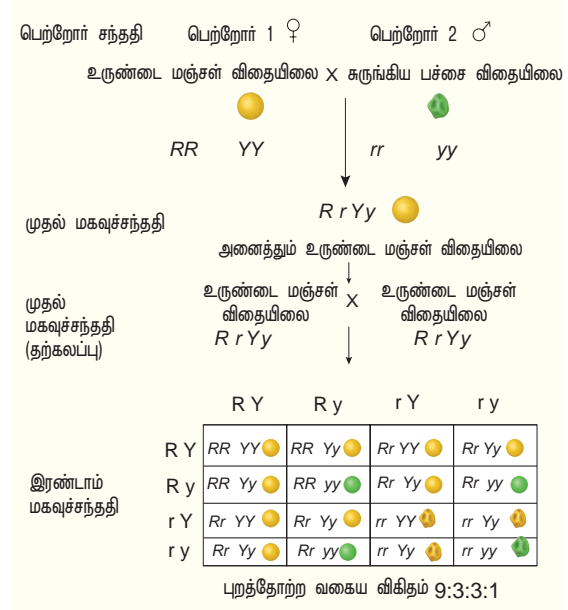 பெற்றோர் சந்ததி பெற்றோர் 1 ♀ பெற்றோர் 2 ♂
உருண்டை மஞ்சள் விதையிலை x சுருங்கிய பச்சை விதையிலை
RR YY rr yy
R r Y y
முதல் மகவுச்சந்ததி
அனைத்தும் உருண்டை மஞ்சள் விதையிலை
உருண்டை மஞ்சள் விதையிலை X உருண்டை மஞ்சள் விதையிலை
முதல் மகவுச்சந்ததி (தற்கலப்பு)
R r Y y R r Y y
R Y R y r Y r y
R Y RR YY RR Yy Rr YY Rr Yy
R y RR Yy RR yy Rr Yy Rr yy
இரண்டாம் மகவுச்சந்ததி
r Y Rr YY Rr Yy rr YY rr Yy
r y Rr Yy Rr yy rr Yy rr yy
புறத்தோற்ற வகைய விகிதம் 9:3:3:1